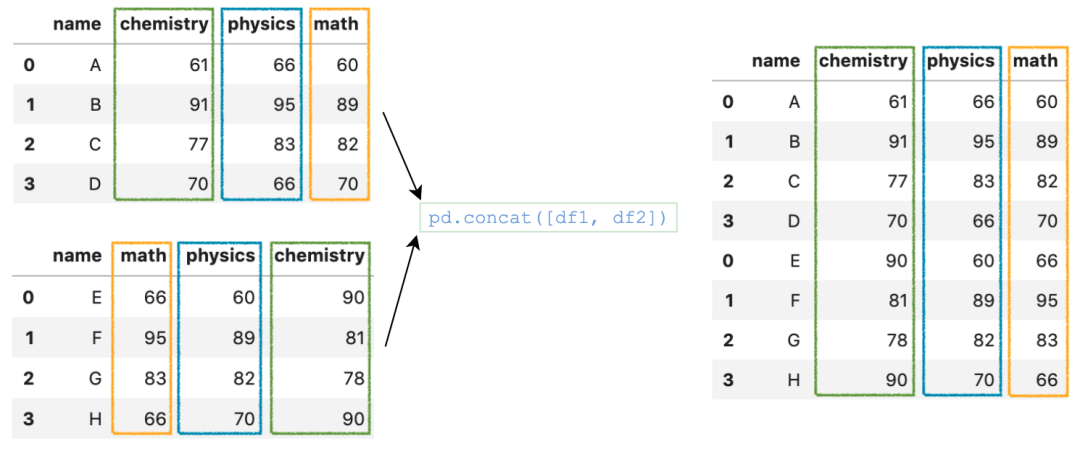 name chemistry physics math
0 A 61 66 60
1 B 91 95 89
2 C 77 83 82
3 D 70 66 70
name math physics chemistry
0 E 66 60 90
1 F 95 89 81
2 G 83 82 78
3 H 66 70 90
pd.concat([df1, df2])
name chemistry physics math
0 A 61 66 60
1 B 91 95 89
2 C 77 83 82
3 D 70 66 70
0 E 90 60 66
1 F 81 89 95
2 G 78 82 83
3 H 90 70 66